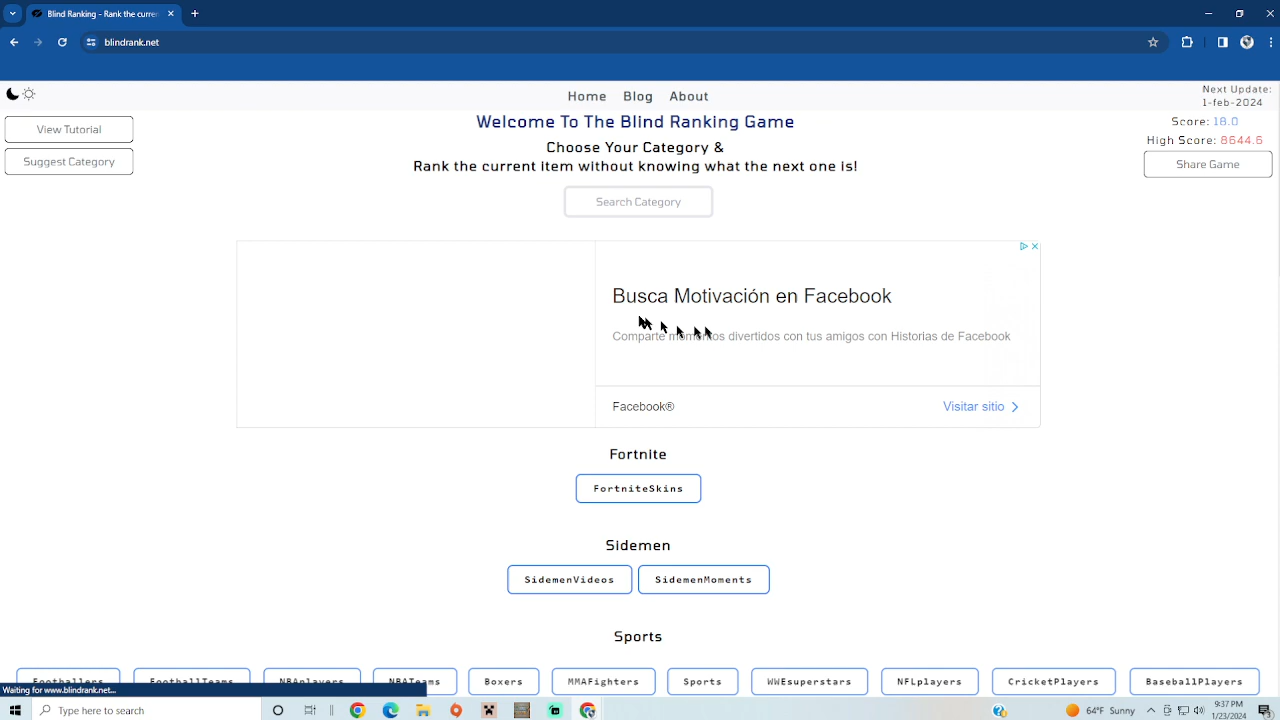 Blind Ranking - Rank the curre
blindrank.net
Home Blog About
Next Update:
1-feb-2024
View Tutorial
Welcome To The Blind Ranking Game
Score: 18.0
High Score: 8644.6
Choose Your Category &
Suggest Category
Rank the current item without knowing what the next one is!
Share Game
Search Category
Busca Motivación en Facebook
Comparte momentos divertidos con tus amigos con Historias de Facebook
Facebook®
Visitar sitio
Fortnite
FortniteSkins
Sidemen
SidemenVideos SidemenMoments
Sports
Footballers FootballTeams NBAplayers NBATeams Boxers MMAFighters Sports WWEsuperstars NFLplayers CricketPlayers BaseballPlayers
Waiting for www.blindrank.net...
Type here to search
64°F Sunny
9:37 PM
1/23/2024